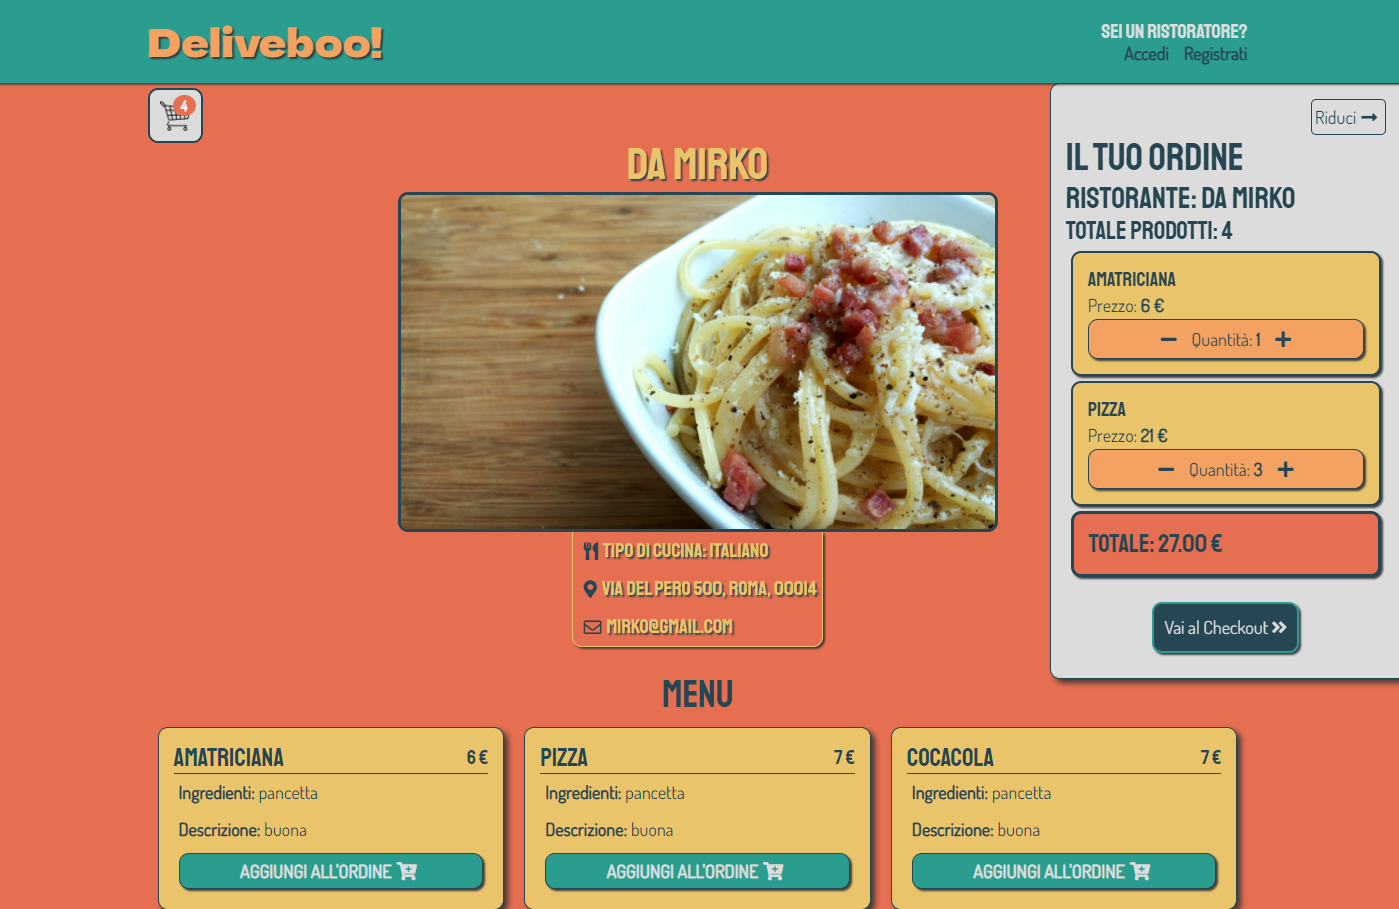 Deliveboo!
SEI UN RISTORATORE?
Accedi Registrati
4
Riduci
IL TUO ORDINE
RISTORANTE: DA MIRKO
TOTALE PRODOTTI: 4
AMATRICIANA
Prezzo: 6 €
Quantità: 1
PIZZA
Prezzo: 21 €
Quantità: 3
TOTALE: 27.00 €
Vai al Checkout
DA MIRKO
TIPO DI CUCINA: ITALIANO
VIA DEL PERO 500, ROMA, 00014
MIRKO@GMAIL.COM
MENU
AMATRICIANA 6 €
Ingredienti: pancetta
Descrizione: buona
AGGIUNGI ALL'ORDINE
PIZZA 7 €
Ingredienti: pancetta
Descrizione: buona
AGGIUNGI ALL'ORDINE
COCACOLA 7 €
Ingredienti: pancetta
Descrizione: buona
AGGIUNGI ALL'ORDINE